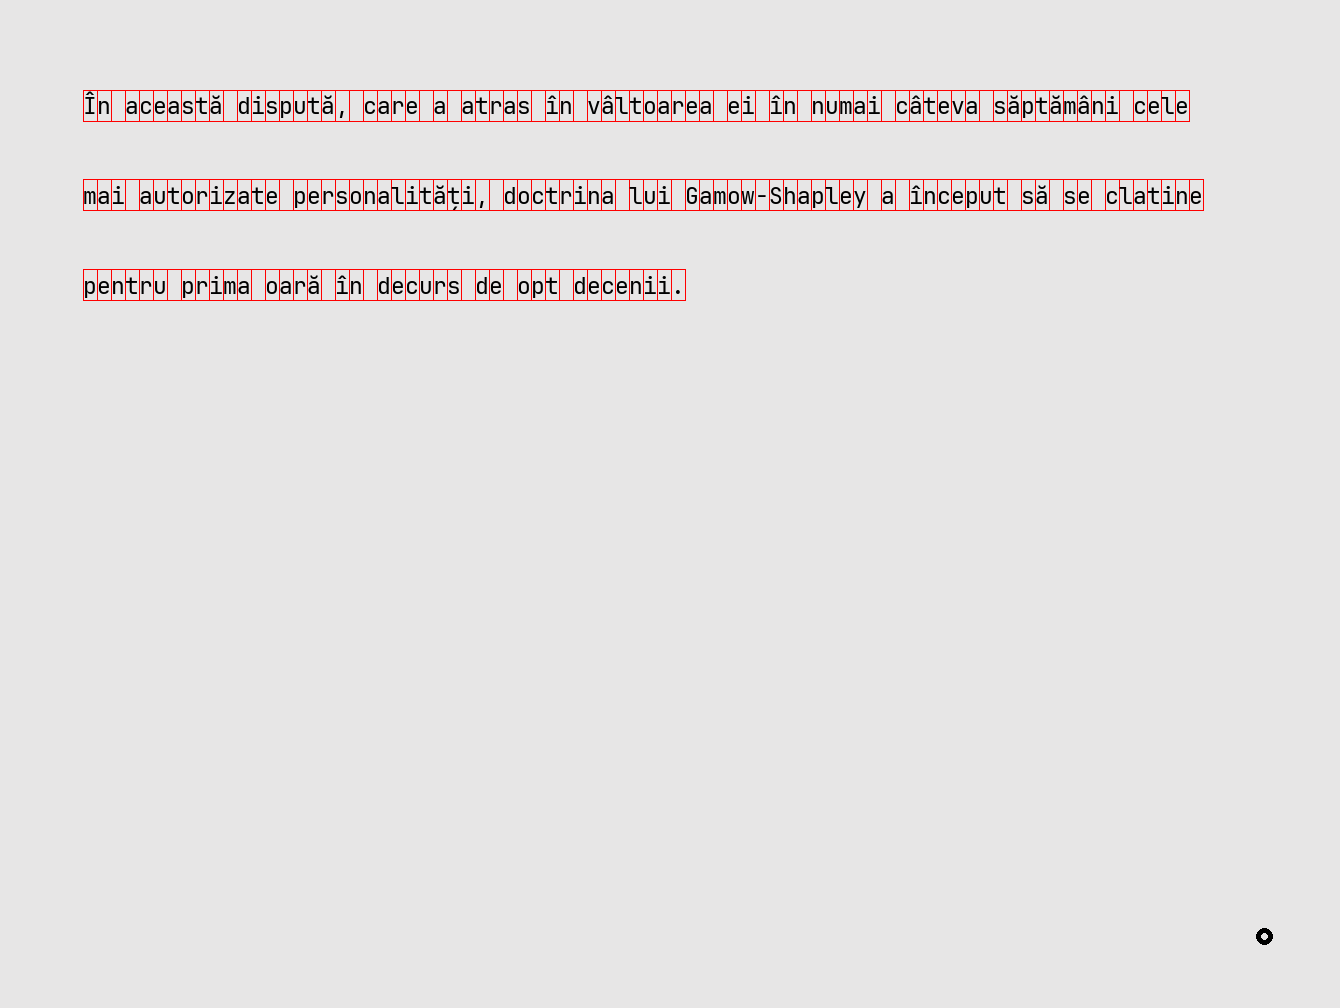 În această dispută, care a atras în vâltoarea ei în numai câteva săptămâni cele
mai autorizate personalități, doctrina lui Gamow-Shapley a început să se clatine
pentru prima oară în decurs de opt decenii.